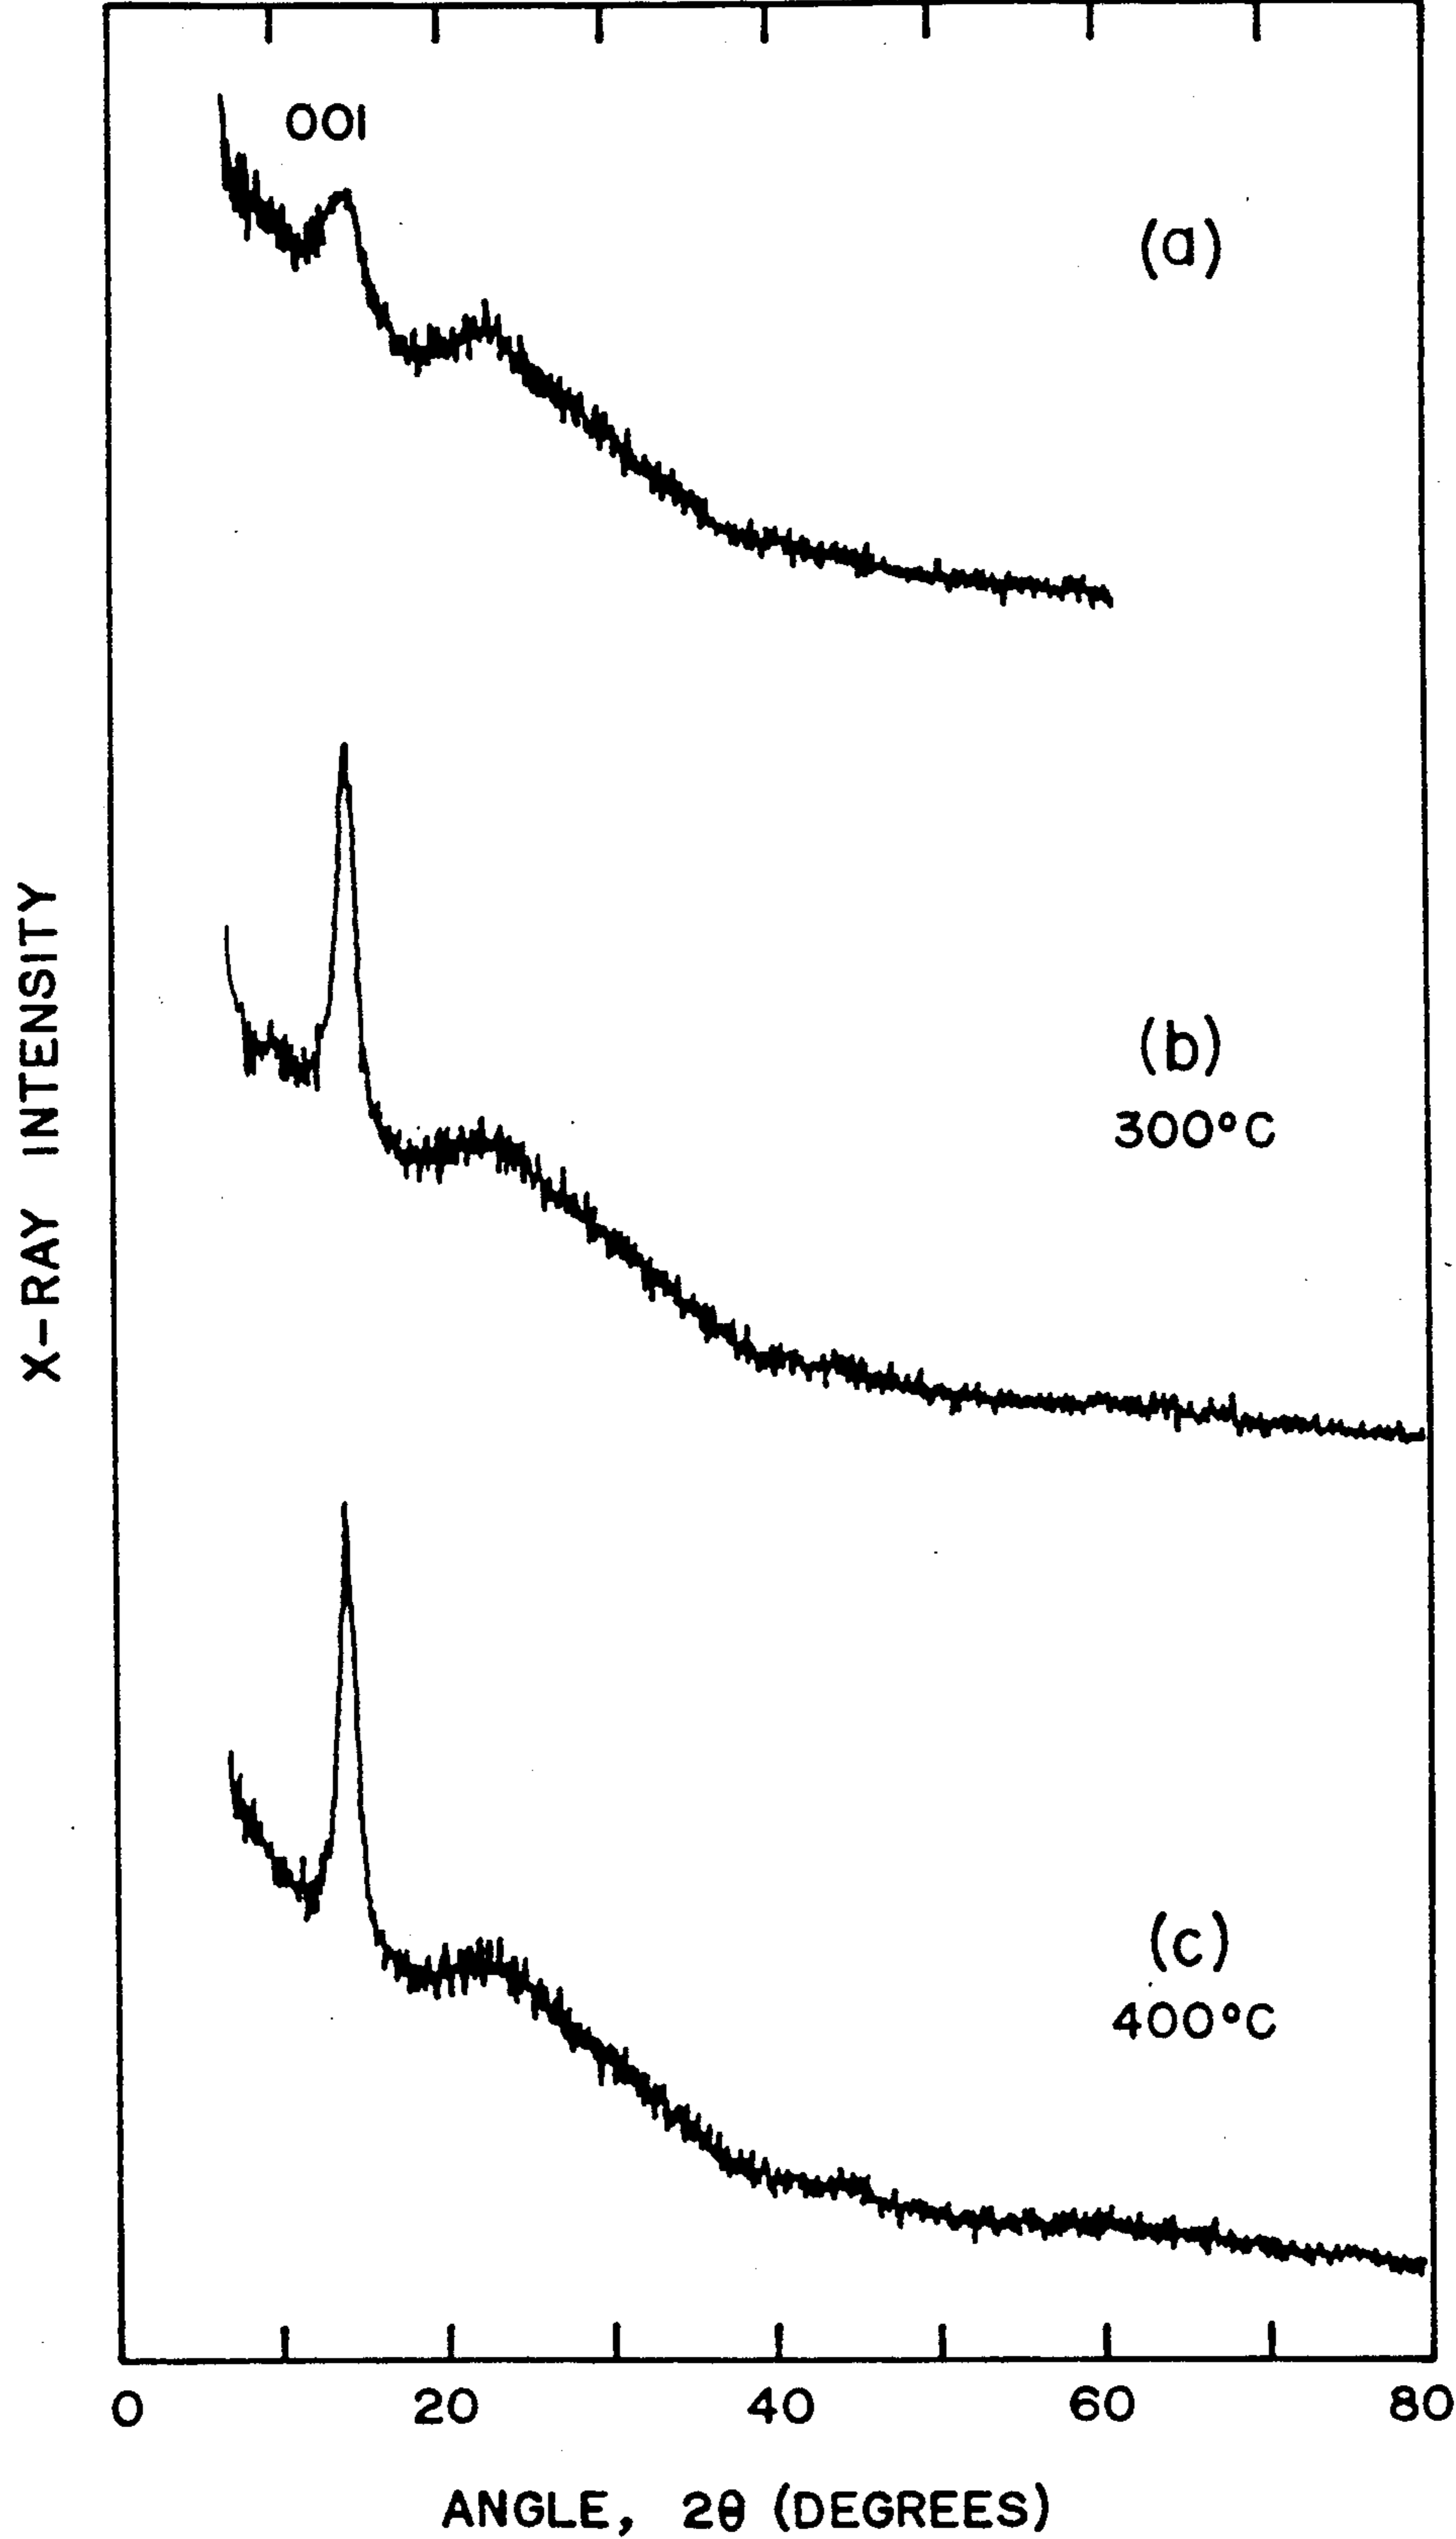 001
(a)
X-RAY INTENSITY
(b)
300°C
(c)
400°C
0 20 40 60 80
ANGLE, 2θ (DEGREES)